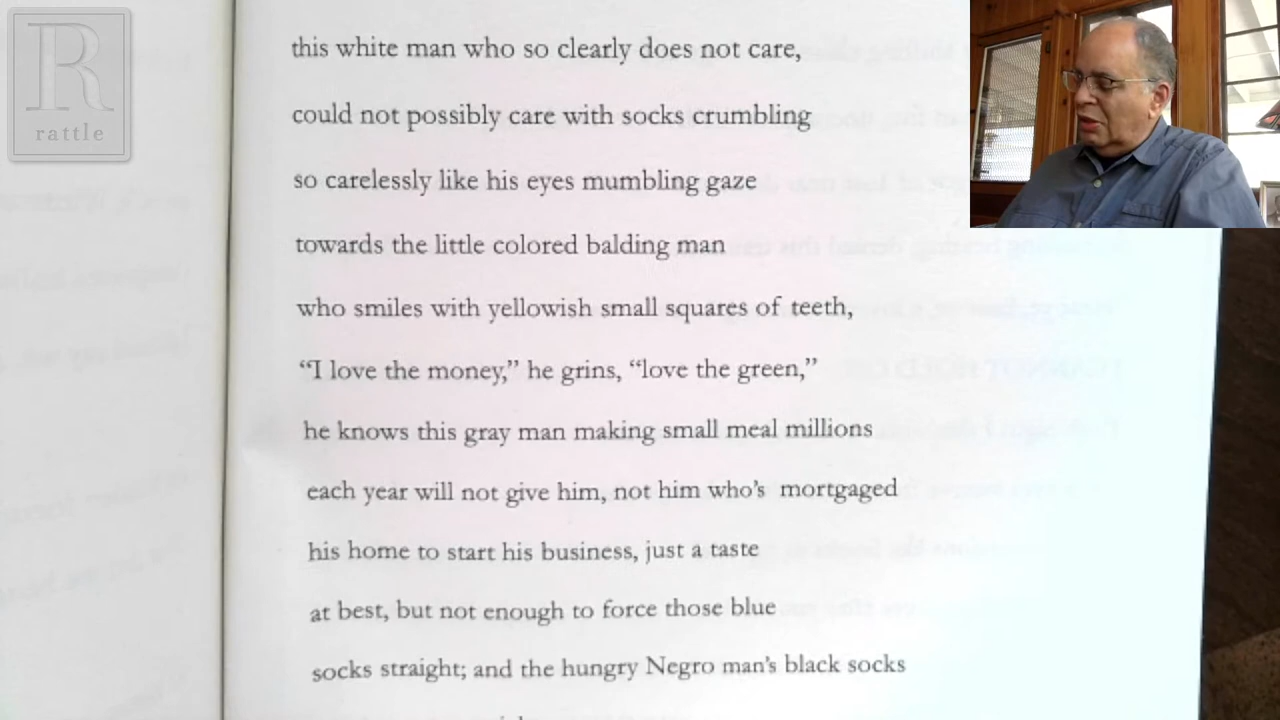 R
rattle
this white man who so clearly does not care,
could not possibly care with socks crumbling
so carelessly like his eyes mumbling gaze
towards the little colored balding man
who smiles with yellowish small squares of teeth,
“I love the money,” he grins, “love the green,”
he knows this gray man making small meal millions
each year will not give him, not him who’s mortgaged
his home to start his business, just a taste
at best, but not enough to force those blue
socks straight; and the hungry Negro man’s black socks